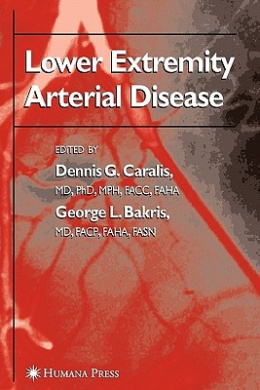 Lower Extremity
Arterial Disease
EDITED BY
Dennis G. Caralis,
MD, PhD, MPH, FACC, FAHA
George L. Bakris,
MD, FACP, FAHA, FASN
HUMANA PRESS